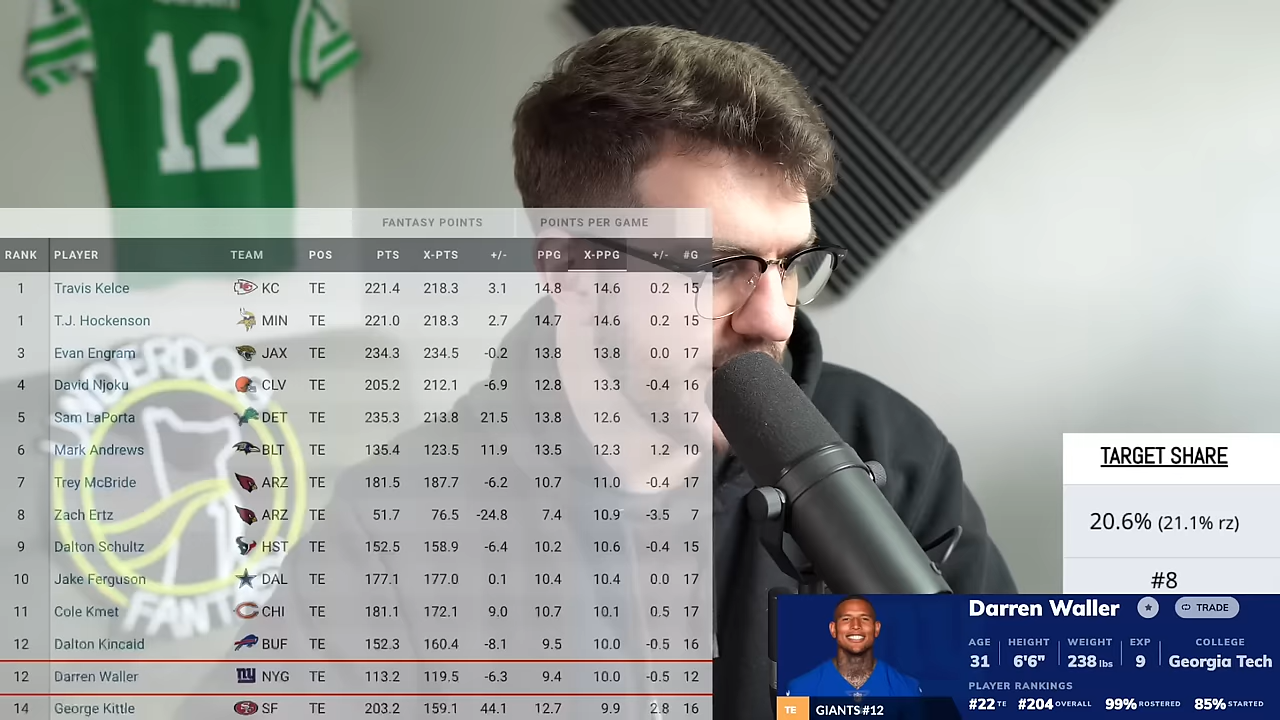 12
FANTASY POINTS POINTS PER GAME
RANK PLAYER TEAM POS PTS X-PTS +/- PPG X-PPG +/- #G
1 Travis Kelce KC TE 221.4 218.3 3.1 14.8 14.6 0.2 15
1 T.J. Hockenson MIN TE 221.0 218.3 2.7 14.7 14.6 0.2 15
3 Evan Engram JAX TE 234.3 234.5 -0.2 13.8 13.8 0.0 17
4 David Njoku CLV TE 205.2 212.1 -6.9 12.8 13.3 -0.4 16
5 Sam LaPorta DET TE 235.3 213.8 21.5 13.8 12.6 1.3 17
6 Mark Andrews BLT TE 135.4 123.5 11.9 13.5 12.3 1.2 10
7 Trey McBride ARZ TE 181.5 187.7 -6.2 10.7 11.0 -0.4 17
8 Zach Ertz ARZ TE 51.7 76.5 -24.8 7.4 10.9 -3.5 7
9 Dalton Schultz HST TE 152.5 158.9 -6.4 10.2 10.6 -0.4 15
10 Jake Ferguson DAL TE 177.1 177.0 0.1 10.4 10.4 0.0 17
11 Cole Kmet CHI TE 181.1 172.1 9.0 10.7 10.1 0.5 17
12 Dalton Kincaid BUF TE 152.3 160.4 -8.1 9.5 10.0 -0.5 16
12 Darren Waller NYG TE 113.2 119.5 -6.3 9.4 10.0 -0.5 12
14 George Kittle SF TE 203.2 159.1 44.1 12.7 9.9 2.8 16
TARGET SHARE
20.6% (21.1% rz)
#8
Darren Waller TRADE
AGE HEIGHT WEIGHT EXP COLLEGE
31 6'6" 238 lbs 9 Georgia Tech
PLAYER RANKINGS
#22 TE #204 OVERALL 99% ROSTERED 85% STARTED
TE GIANTS #12